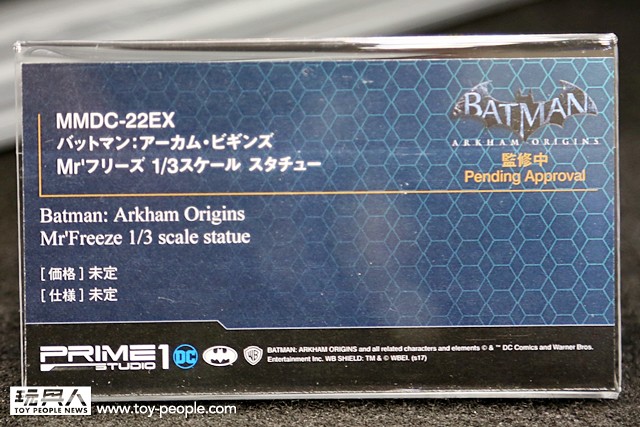 MMDC-22EX
バットマン:アーカム・ビギンズ
Mr'フリーズ 1/3スケール スタチュー
BATMAN
ARKHAM ORIGINS
監修中
Pending Approval
Batman: Arkham Origins
Mr'Freeze 1/3 scale statue
[価格]未定
[仕様]未定
PRIME 1
STUDIO
DC
WB
BATMAN: ARKHAM ORIGINS and all related characters and elements © & ™ DC Comics and Warner Bros.
Entertainment Inc. WB SHIELD: TM & © WBEI. (s17)
玩具人
TOY PEOPLE NEWS
www.toy-people.com